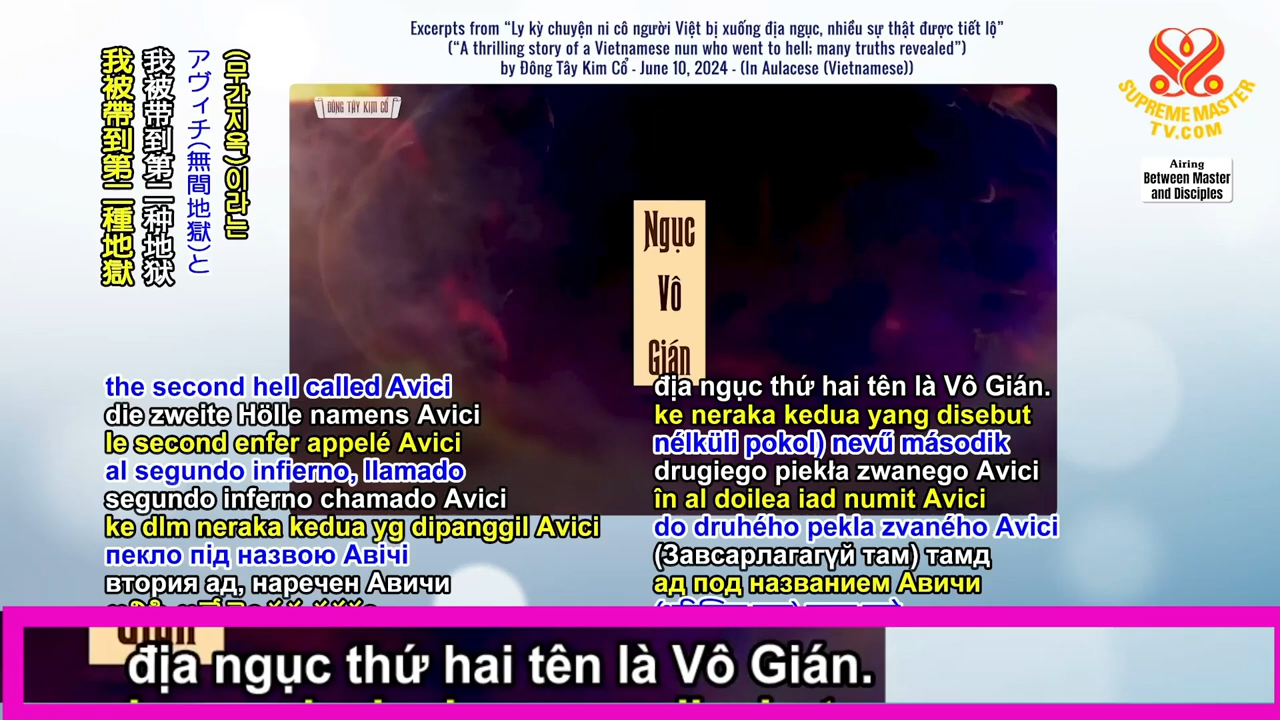 Excerpts from “Ly kỳ chuyện ni cô người Việt bị xuống địa ngục, nhiều sự thật được tiết lộ”
(“A thrilling story of a Vietnamese nun who went to hell; many truths revealed”)
by Đông Tây Kim Cổ - June 10, 2024 - (In Aulacese (Vietnamese))
SUPREME MASTER
TV.COM
Airing
Between Master
and Disciples
ĐÔNG TÂY KIM CỔ
(무간지옥)이라는
アヴィチ(無間地獄)と
我被带到第二种地狱
我被帶到第二種地獄
Ngục
Vô
Gián
the second hell called Avici
die zweite Hölle namens Avici
le second enfer appelé Avici
al segundo infierno, llamado
segundo inferno chamado Avici
ke dlm neraka kedua yg dipanggil Avici
пекло під назвою Авічі
втория ад, наречен Авичи
địa ngục thứ hai tên là Vô Gián.
ke neraka kedua yang disebut
nélküli pokol) nevű második
drugiego piekła zwanego Avici
în al doilea iad numit Avici
do druhého pekla zvaného Avici
(Завсарлагагүй там) тамд
ад под названием Авичи
địa ngục thứ hai tên là Vô Gián.